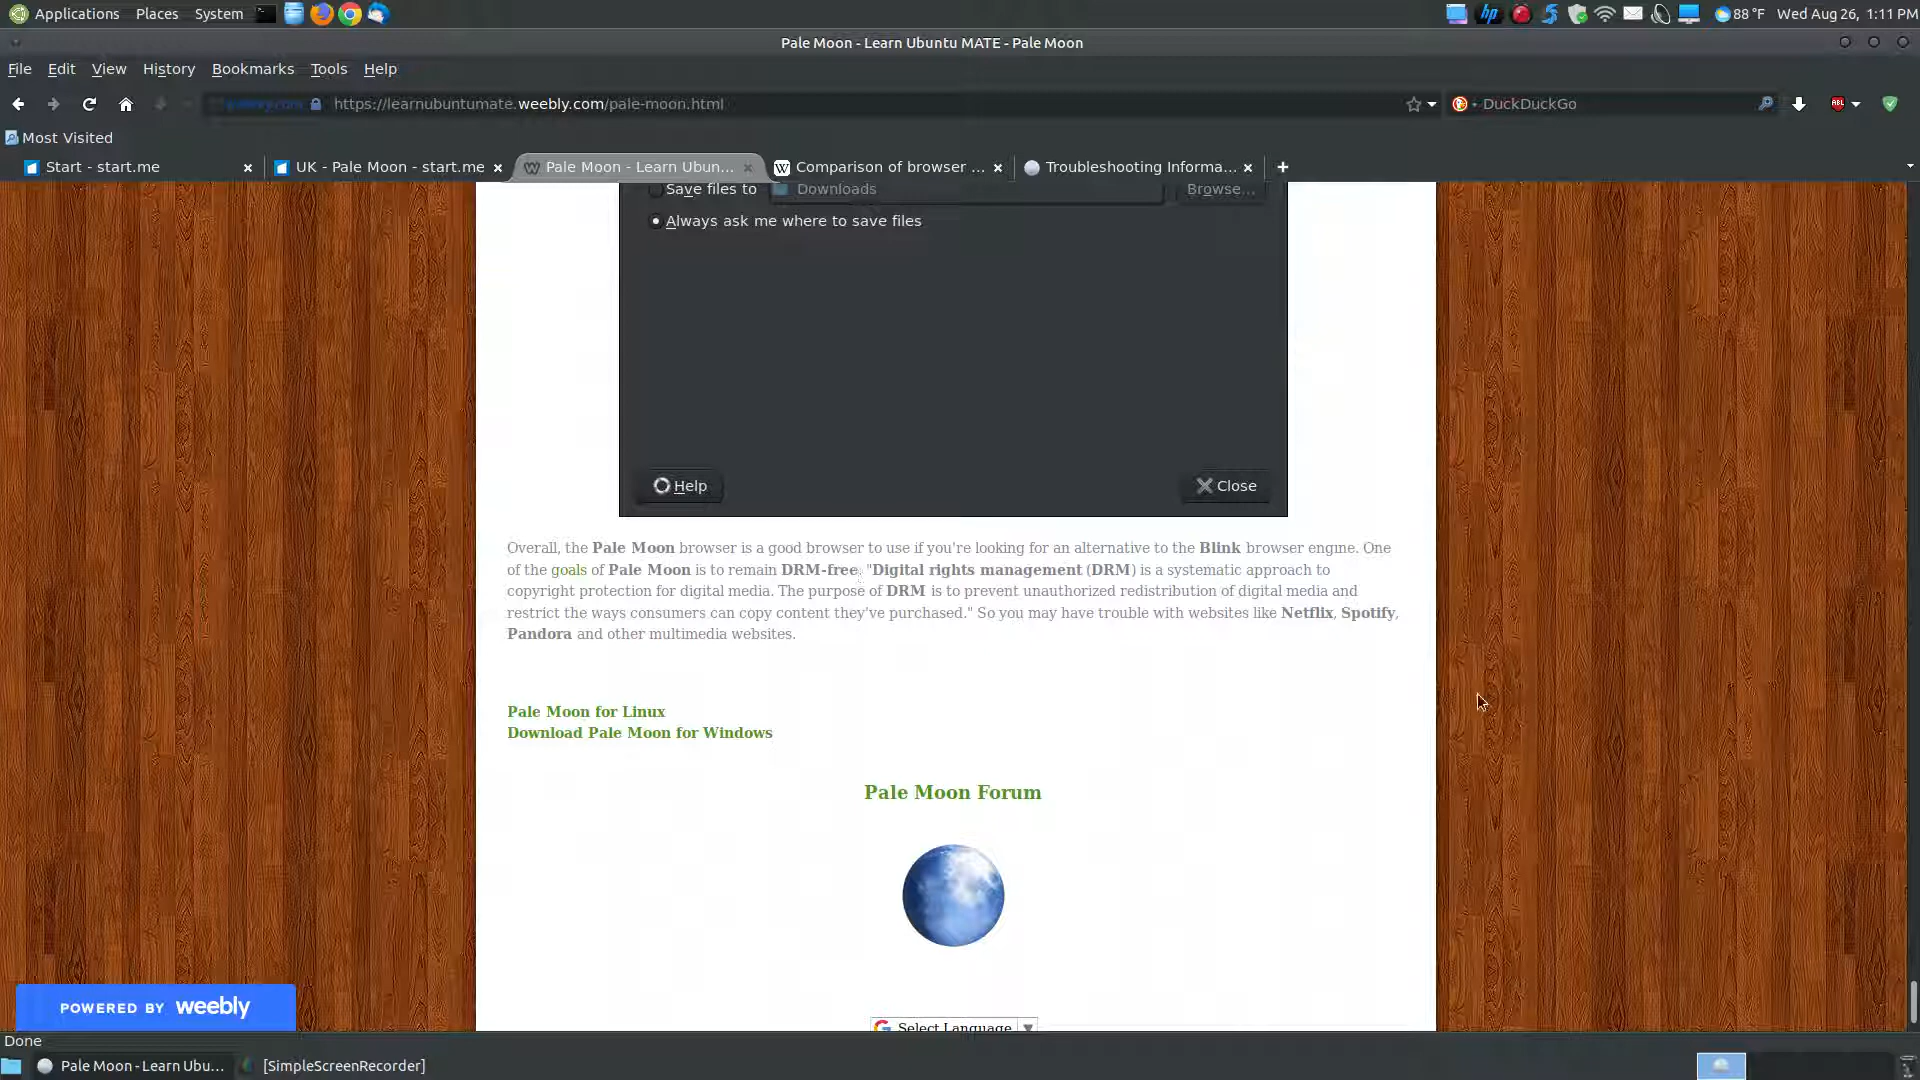 Applications Places System 88 °F Wed Aug 26, 1:11 PM
Pale Moon - Learn Ubuntu MATE - Pale Moon
File Edit View History Bookmarks Tools Help
https://learnubuntumate.weebly.com/pale-moon.html DuckDuckGo
Most Visited
Start - start.me UK - Pale Moon - start.me Pale Moon - Learn Ubun... Comparison of browser ... Troubleshooting Informa...
Save files to Downloads Browse...
Always ask me where to save files
Help Close
Overall, the Pale Moon browser is a good browser to use if you're looking for an alternative to the Blink browser engine. One
of the goals of Pale Moon is to remain DRM-free. "Digital rights management (DRM) is a systematic approach to
copyright protection for digital media. The purpose of DRM is to prevent unauthorized redistribution of digital media and
restrict the ways consumers can copy content they've purchased." So you may have trouble with websites like Netflix, Spotify,
Pandora and other multimedia websites.
Pale Moon for Linux
Download Pale Moon for Windows
Pale Moon Forum
POWERED BY weebly
Select Language
Done
Pale Moon - Learn Ubu... [SimpleScreenRecorder]